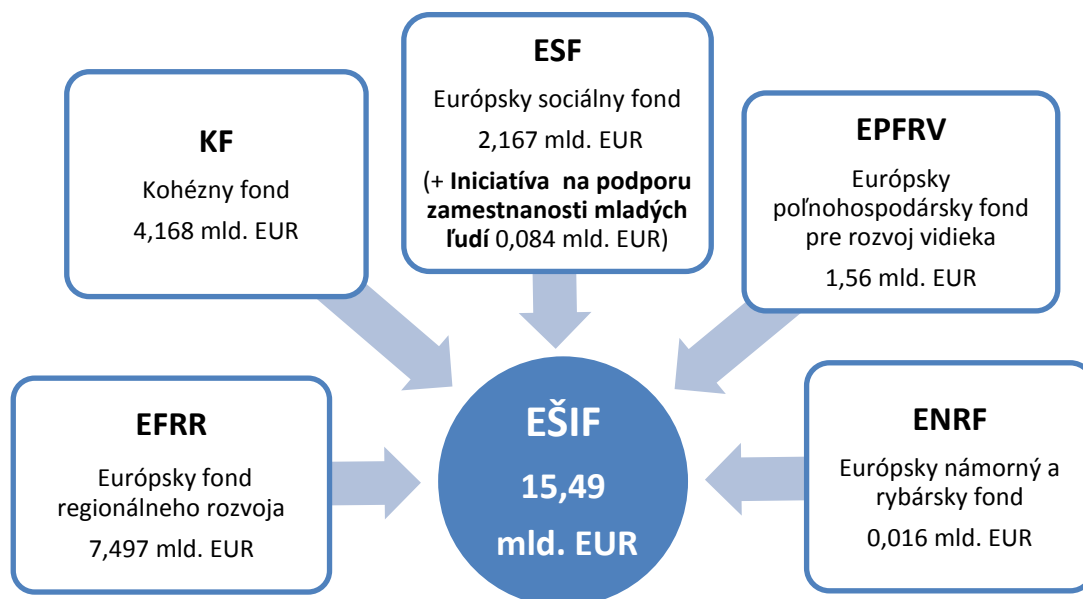 ESF
Európsky sociálny fond
2,167 mld. EUR
(+ Iniciatíva na podporu
zamestnanosti mladých
ľudí 0,084 mld. EUR)
KF
Kohézny fond
4,168 mld. EUR
EPFRV
Európsky
poľnohospodársky fond
pre rozvoj vidieka
1,56 mld. EUR
EFRR
Európsky fond
regionálneho rozvoja
7,497 mld. EUR
EŠIF
15,49
mld. EUR
ENRF
Európsky námorný a
rybársky fond
0,016 mld. EUR